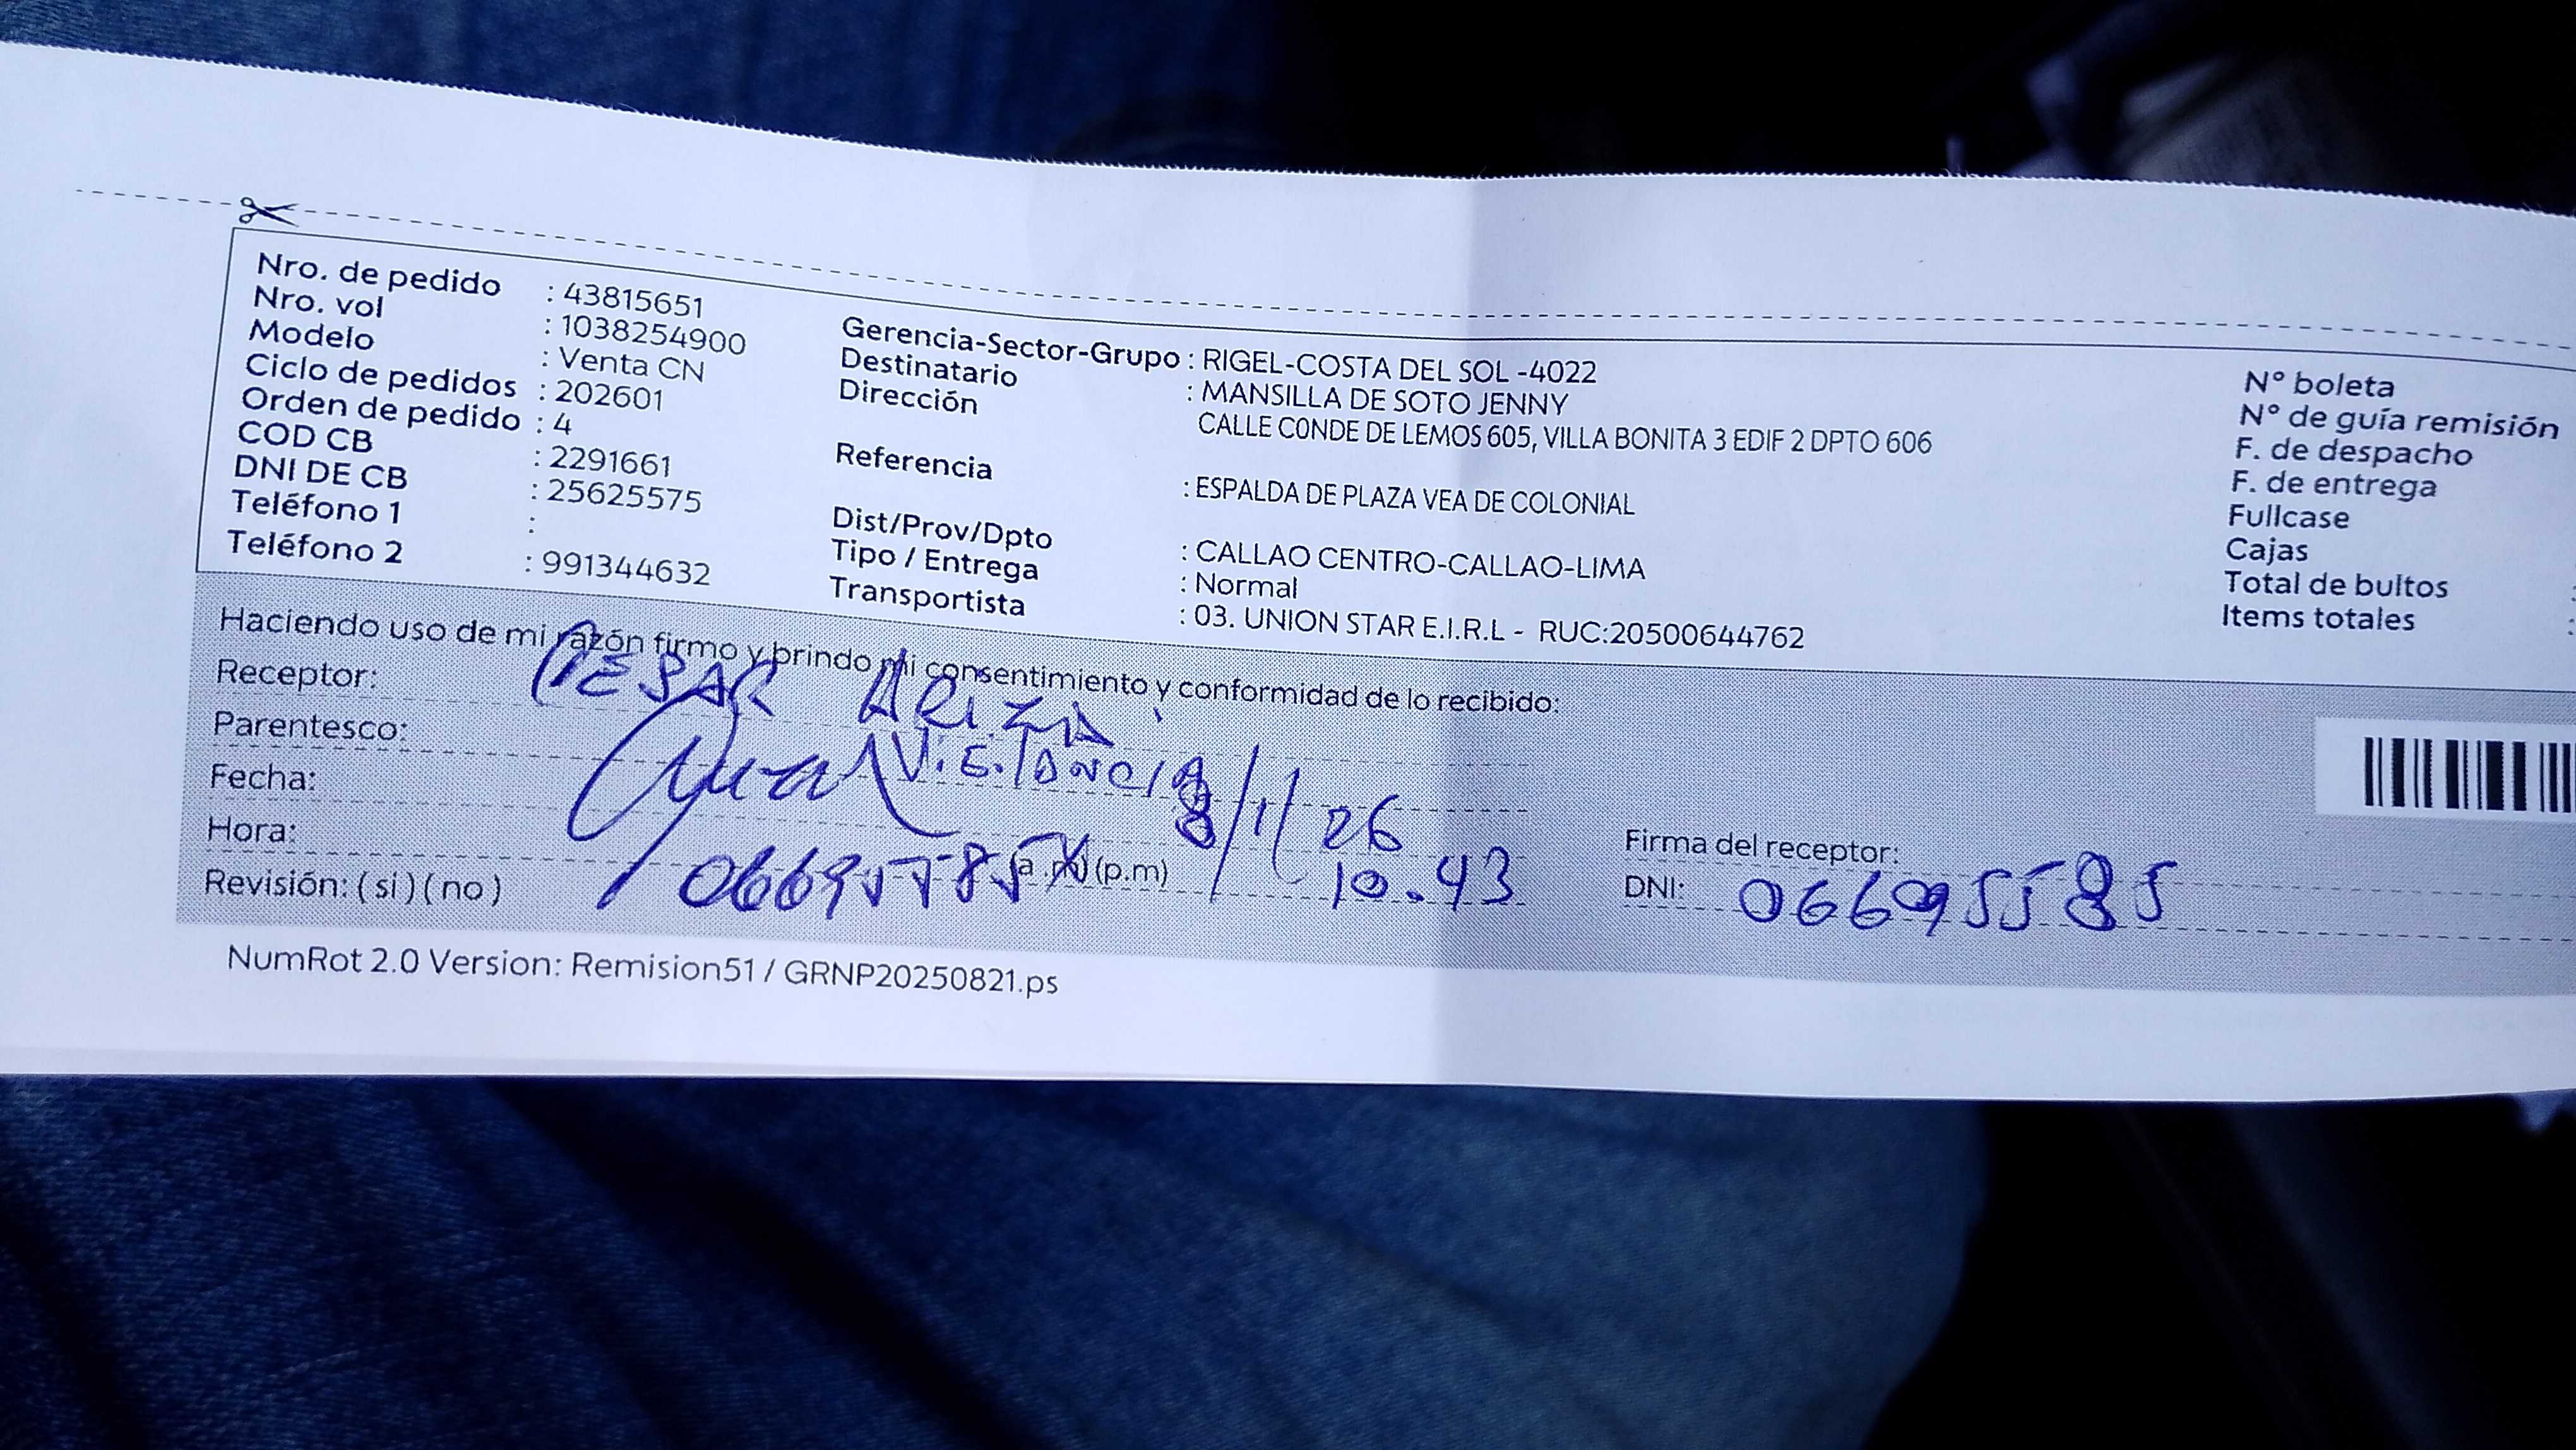 Nro. de pedido : 43815651
Nro. vol : 1038254900
Modelo : Venta CN
Ciclo de pedidos : 202601
Orden de pedido : 4
COD CB : 2291661
DNI DE CB : 25625575
Teléfono 1 :
Teléfono 2 : 991344632
Gerencia-Sector-Grupo : RIGEL-COSTA DEL SOL -4022
Destinatario : MANSILLA DE SOTO JENNY
Dirección CALLE C0NDE DE LEMOS 605, VILLA BONITA 3 EDIF 2 DPTO 606
Referencia : ESPALDA DE PLAZA VEA DE COLONIAL
Dist/Prov/Dpto : CALLAO CENTRO-CALLAO-LIMA
Tipo / Entrega : Normal
Transportista : 03. UNION STAR E.I.R.L - RUC:20500644762
N° boleta
N° de guía remisión
F. de despacho
F. de entrega
Fullcase
Cajas
Total de bultos :
Items totales :
Haciendo uso de mi razón firmo y brindo mi consentimiento y conformidad de lo recibido:
Receptor: CESAR ARIZA
Parentesco:
Fecha: 8/1/26
Hora: (a.m) (p.m) 10.43
Revisión: ( si ) ( no )
Firma del receptor:
DNI: 06695585
NumRot 2.0 Version: Remision51 / GRNP20250821.ps